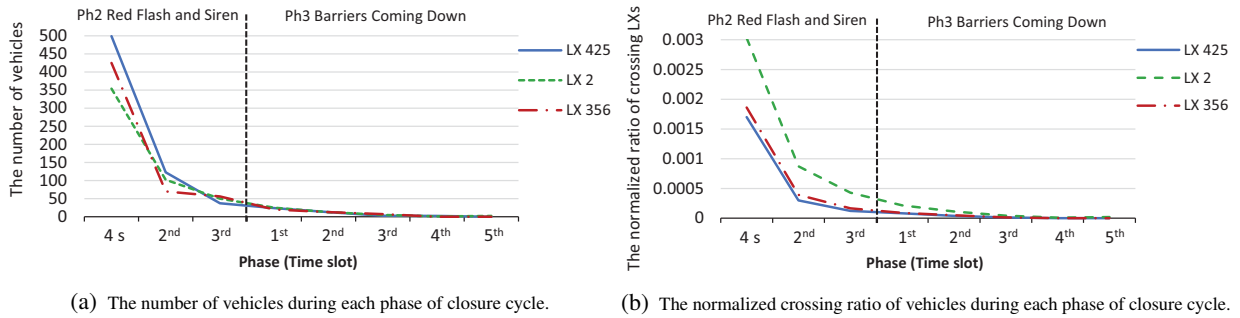 Ph2 Red Flash and Siren
Ph3 Barriers Coming Down
The number of vehicles
500
450
400
350
300
250
200
150
100
50
0
4 s
2nd
3rd
1st
2nd
3rd
4th
5th
Phase (Time slot)
LX 425
LX 2
LX 356
(a) The number of vehicles during each phase of closure cycle.
Ph2 Red Flash and Siren
Ph3 Barriers Coming Down
The normalized ratio of crossing LXs
0.003
0.0025
0.002
0.0015
0.001
0.0005
0
4 s
2nd
3rd
1st
2nd
3rd
4th
5th
Phase (Time slot)
LX 425
LX 2
LX 356
(b) The normalized crossing ratio of vehicles during each phase of closure cycle.